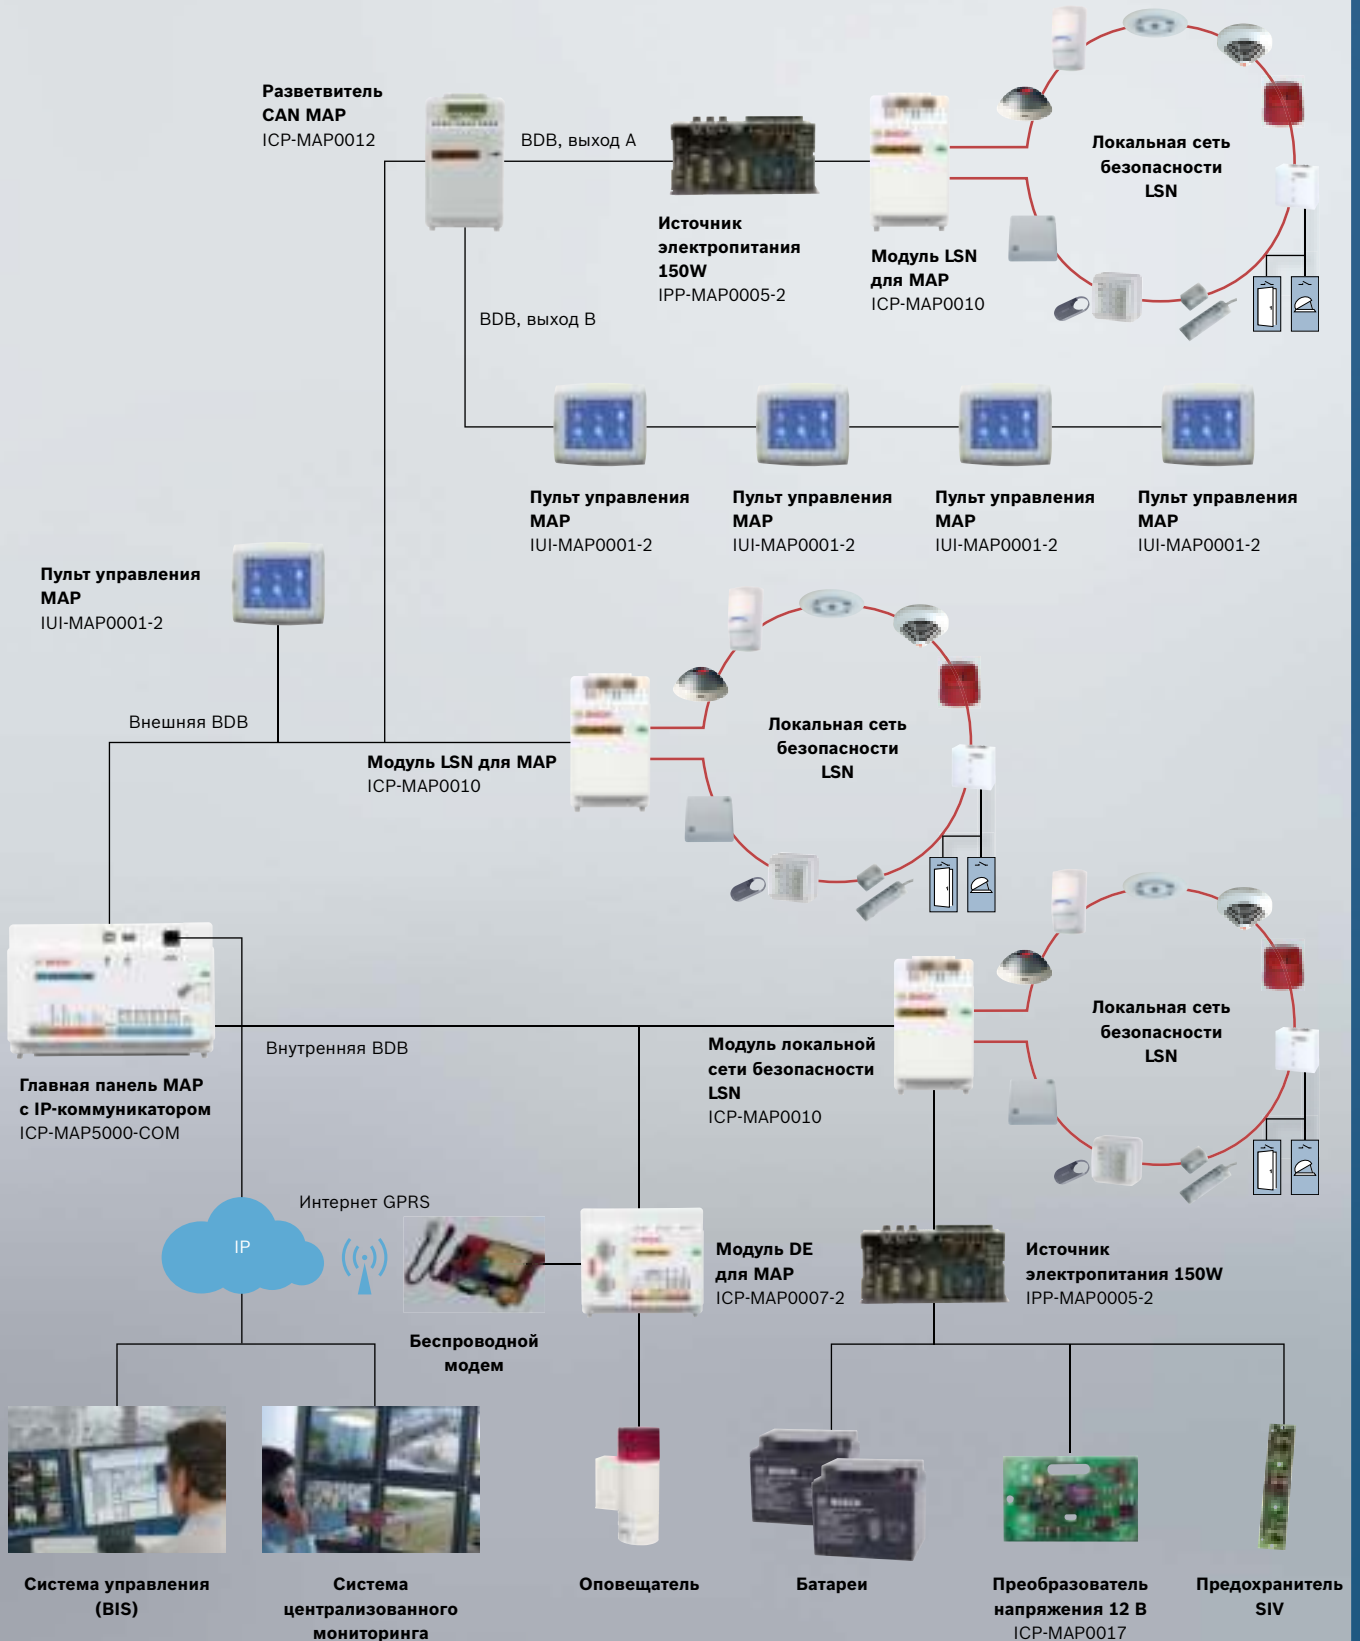 Разветвитель
CAN MAP
ICP-MAP0012
BDB, выход A
Источник
электропитания
150W
IPP-MAP0005-2
Модуль LSN
для MAP
ICP-MAP0010
Локальная сеть
безопасности
LSN
BDB, выход B
Пульт управления
MAP
IUI-MAP0001-2
Пульт управления
MAP
IUI-MAP0001-2
Пульт управления
MAP
IUI-MAP0001-2
Пульт управления
MAP
IUI-MAP0001-2
Пульт управления
MAP
IUI-MAP0001-2
Внешняя BDB
Модуль LSN для MAP
ICP-MAP0010
Локальная сеть
безопасности
LSN
Главная панель MAP
с IP-коммуникатором
ICP-MAP5000-COM
Внутренняя BDB
Модуль локальной
сети безопасности
LSN
ICP-MAP0010
Локальная сеть
безопасности
LSN
IP
Интернет GPRS
Беспроводной
модем
Модуль DE
для MAP
ICP-MAP0007-2
Источник
электропитания 150W
IPP-MAP0005-2
Система управления
(BIS)
Система
централизованного
мониторинга
Оповещатель
Батареи
Преобразователь
напряжения 12 В
ICP-MAP0017
Предохранитель
SIV